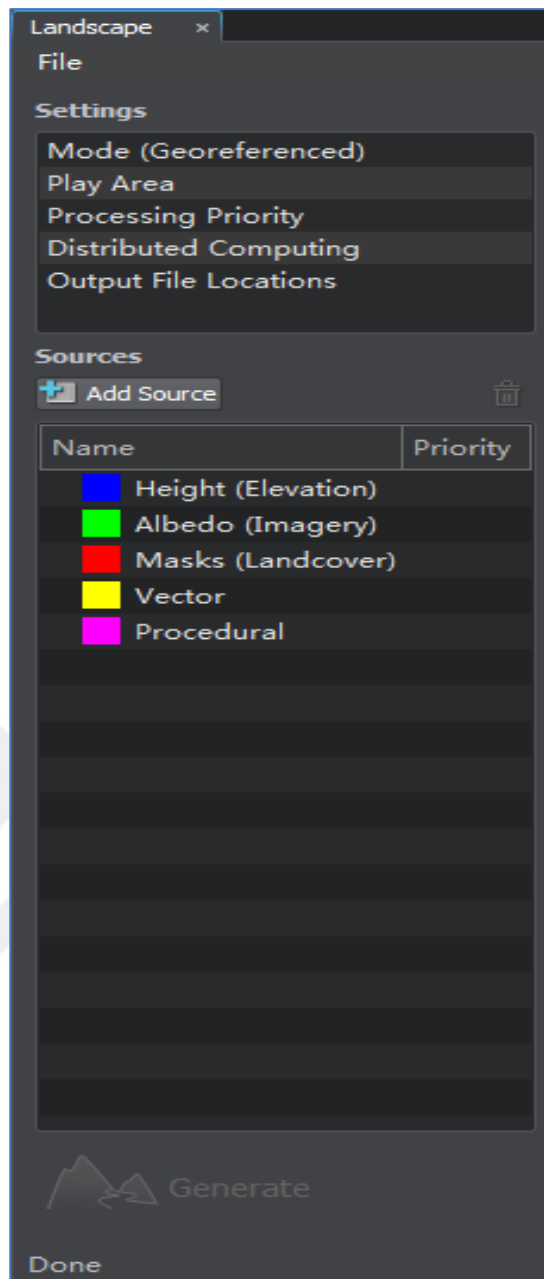 Landscape ×
File
Settings
Mode (Georeferenced)
Play Area
Processing Priority
Distributed Computing
Output File Locations
Sources
Add Source
Name Priority
Height (Elevation)
Albedo (Imagery)
Masks (Landcover)
Vector
Procedural
Generate
Done